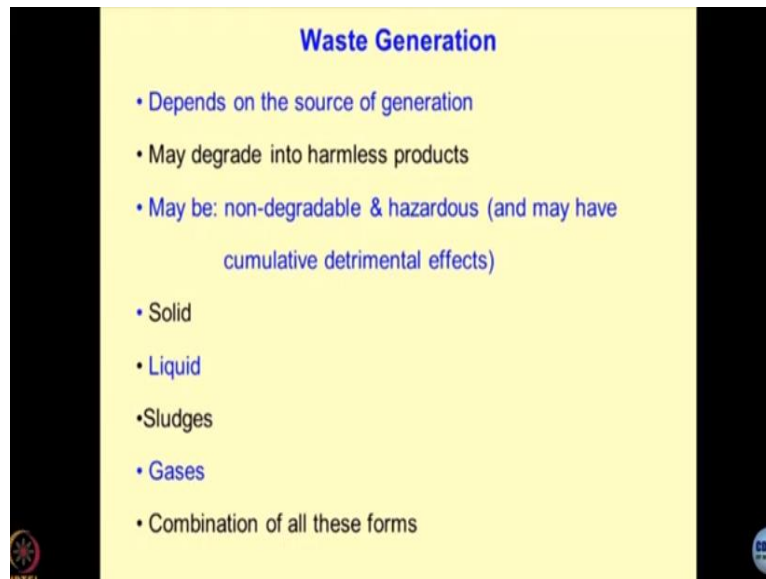 Waste Generation
• Depends on the source of generation
• May degrade into harmless products
• May be: non-degradable & hazardous (and may have
cumulative detrimental effects)
• Solid
• Liquid
•Sludges
• Gases
• Combination of all these forms